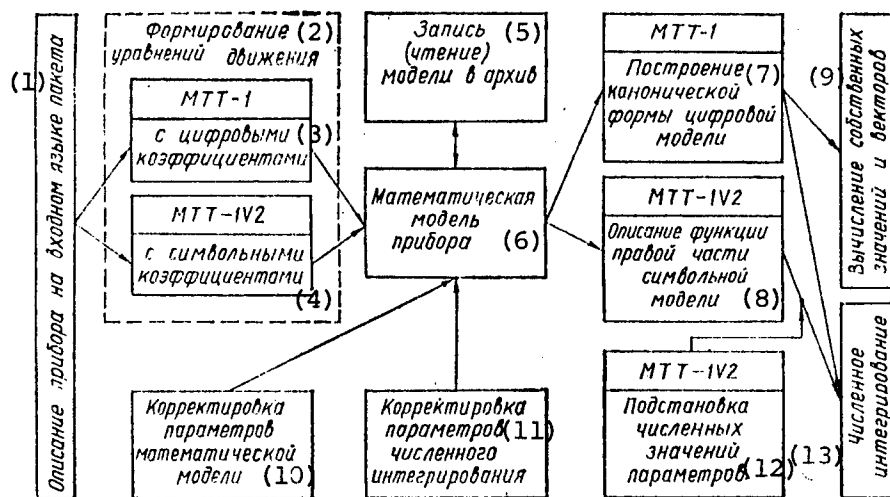 (1)
Описание прибора на входном языке пакета
Формирование (2)
уравнений движения
МТТ-1
с цифровыми (3)
коэффициентами
МТТ-1V2
с символьными
коэффициентами
(4)
Запись (5)
(чтение)
модели в архив
Математическая
модель
прибора (6)
МТТ-1
Построение (7)
канонической
формы цифровой
модели
МТТ-1V2
Описание функции
правой части
символьной
модели (8)
(9)
Вычисление собственных
значений и векторов
Корректировка
параметров
математической
модели (10)
Корректировка
параметров (11)
численного
интегрирования
МТТ-1V2
Подстановка
численных
значений
параметров (12)
(13)
Численное
интегрирование